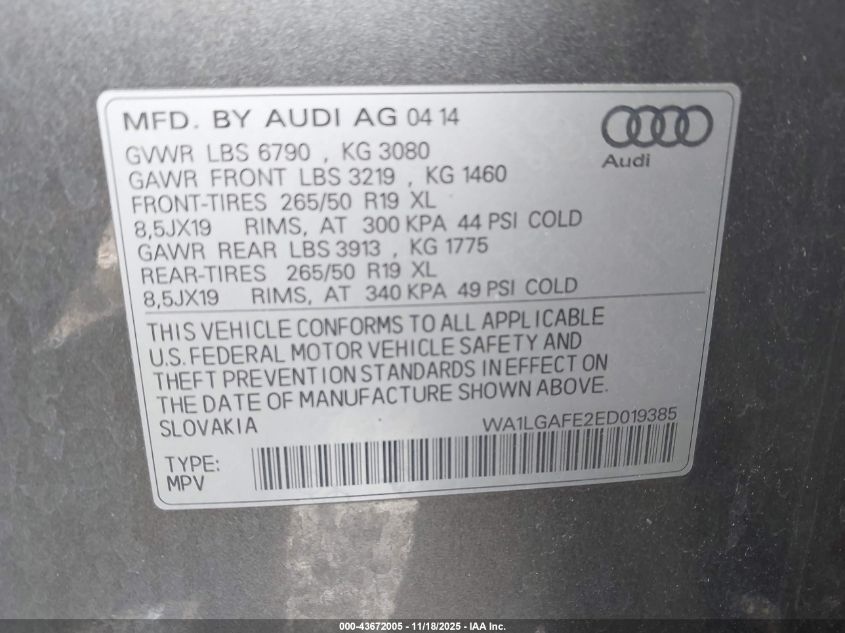 MFD. BY AUDI AG 04 14
Audi
GVWR LBS 6790 , KG 3080
GAWR FRONT LBS 3219 , KG 1460
FRONT-TIRES 265/50 R19 XL
8,5JX19 RIMS, AT 300 KPA 44 PSI COLD
GAWR REAR LBS 3913 , KG 1775
REAR-TIRES 265/50 R19 XL
8,5JX19 RIMS, AT 340 KPA 49 PSI COLD
THIS VEHICLE CONFORMS TO ALL APPLICABLE
U.S. FEDERAL MOTOR VEHICLE SAFETY AND
THEFT PREVENTION STANDARDS IN EFFECT ON
THE DATE OF MANUFACTURE SHOWN ABOVE.
SLOVAKIA WA1LGAFE2ED019385
TYPE:
MPV
000-43672005 - 11/18/2025 - IAA Inc.